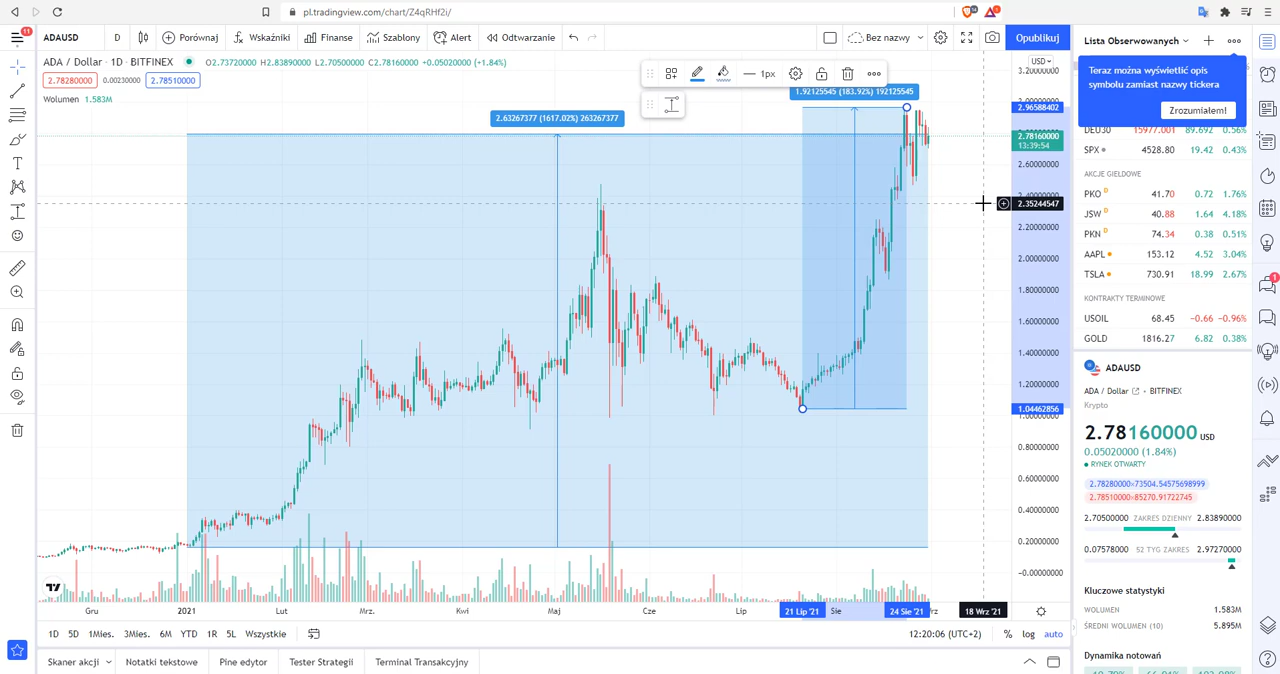 pl.tradingview.com/chart/Z4qRHf2i/
11
ADAUSD D Porównaj Wskaźniki Finanse Szablony Alert Odtwarzanie Bez nazwy Opublikuj
ADA / Dollar · 1D · BITFINEX O2.73720000 H2.83890000 L2.70500000 C2.78160000 +0.05020000 (+1.84%)
2.78280000 0.00230000 2.78510000
Wolumen 1.583M
1px
2.63267377 (1617.02%) 263267377
1.92125545 (183.92%) 192125545
USD
3.20000000
2.96588402
2.78160000
13:39:54
2.60000000
2.40000000
2.35244547
2.20000000
2.00000000
1.80000000
1.60000000
1.40000000
1.20000000
1.04462856
1.00000000
0.80000000
0.60000000
0.40000000
0.20000000
−0.00000000
Gru 2021 Lut Mrz. Kwi Maj Cze Lip 21 Lip '21 Sie 24 Sie '21 rz 18 Wrz '21
1D 5D 1Mies. 3Mies. 6M YTD 1R 5L Wszystkie 12:20:06 (UTC+2) % log auto
Skaner akcji Notatki tekstowe Pine edytor Tester Strategii Terminal Transakcyjny
Lista Obserwowanych
Teraz można wyświetlić opis
symbolu zamiast nazwy tickera
Zrozumiałem!
DEU30 15977.001 89.692 0.56%
SPX 4528.80 19.42 0.43%
AKCJE GIEŁDOWE
PKO D 41.70 0.72 1.76%
JSW D 40.88 1.64 4.18%
PKN D 74.34 0.38 0.51%
AAPL 153.12 4.52 3.04%
TSLA 730.91 18.99 2.67%
KONTRAKTY TERMINOWE
USOIL 68.45 −0.66 −0.96%
GOLD 1816.27 6.82 0.38%
ADAUSD
ADA / Dollar · BITFINEX
Krypto
2.78160000 USD
0.05020000 (1.84%)
RYNEK OTWARTY
2.78280000×73504.54575698999
2.78510000×85270.91722745
2.70500000 ZAKRES DZIENNY 2.83890000
0.07578000 52 TYG ZAKRES 2.97270000
Kluczowe statystyki
WOLUMEN 1.583M
ŚREDNI WOLUMEN (10) 5.895M
Dynamika notowań
1